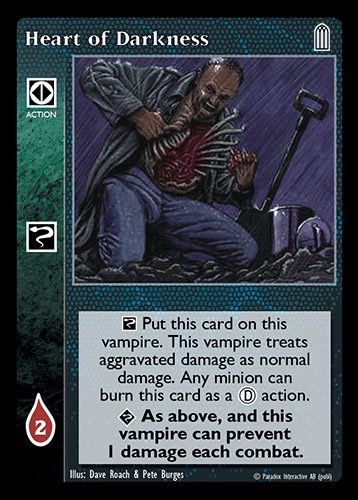 Heart of Darkness
ACTION
Put this card on this
vampire. This vampire treats
aggravated damage as normal
damage. Any minion can
burn this card as a D action.
As above, and this
vampire can prevent
1 damage each combat.
2
Illus: Dave Roach & Pete Burges
© Paradox Interactive AB (publ)